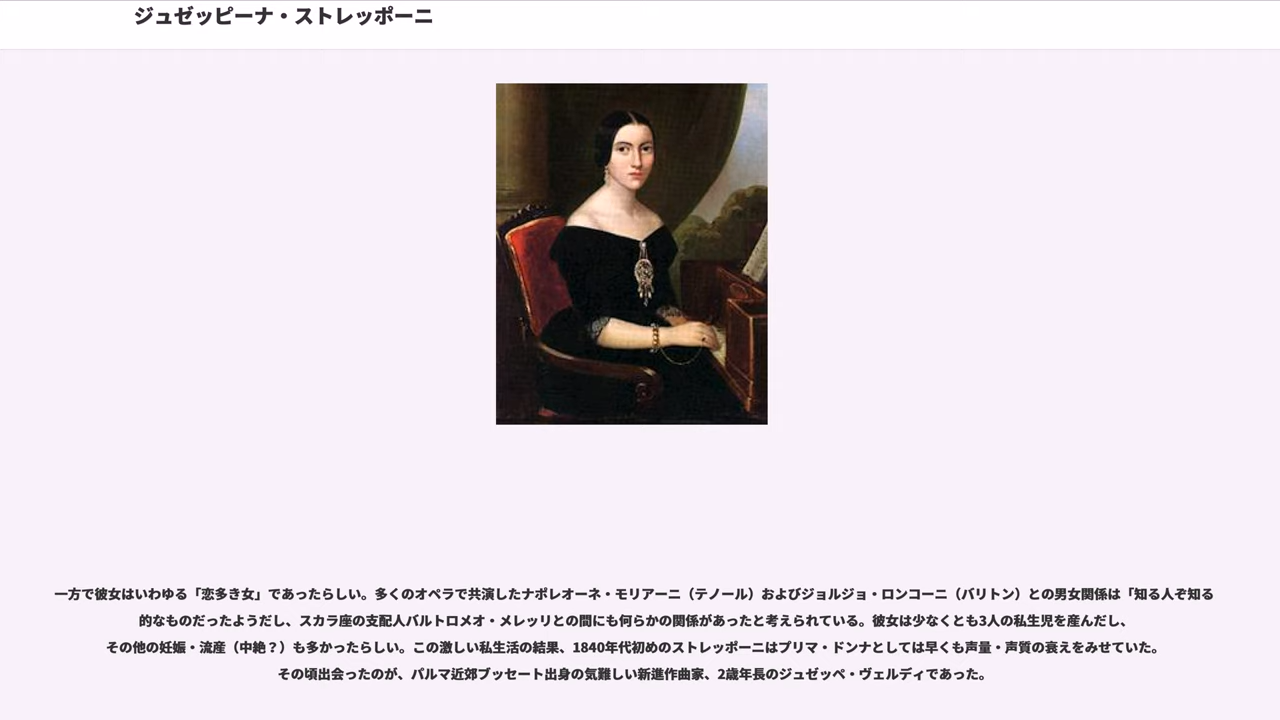 ジュゼッピーナ・ストレッポーニ
一方で彼女はいわゆる「恋多き女」であったらしい。多くのオペラで共演したナポレオーネ・モリアーニ（テノール）およびジョルジョ・ロンコーニ（バリトン）との男女関係は「知る人ぞ知る
的なものだったようだし、スカラ座の支配人バルトロメオ・メレッリとの間にも何らかの関係があったと考えられている。彼女は少なくとも3人の私生児を産んだし、
その他の妊娠・流産（中絶？）も多かったらしい。この激しい私生活の結果、1840年代初めのストレッポーニはプリマ・ドンナとしては早くも声量・声質の衰えをみせていた。
その頃出会ったのが、パルマ近郊ブッセート出身の気難しい新進作曲家、2歳年長のジュゼッペ・ヴェルディであった。